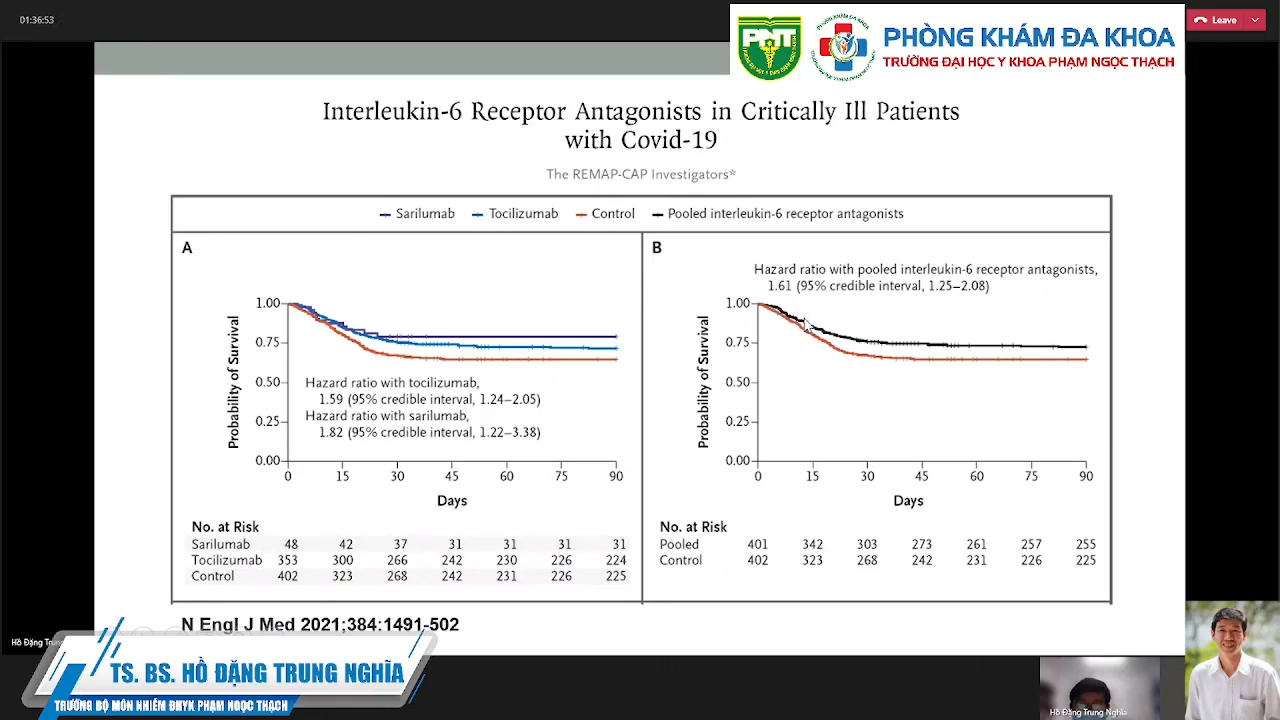 01:36:53
Leave
PNT
PHÒNG KHÁM ĐA KHOA
TRƯỜNG ĐẠI HỌC Y KHOA PHẠM NGỌC THẠCH
Interleukin-6 Receptor Antagonists in Critically Ill Patients
with Covid-19
The REMAP-CAP Investigators*
Sarilumab Tocilizumab Control Pooled interleukin-6 receptor antagonists
A
Probability of Survival
1.00
0.75
0.50
0.25
0.00
Hazard ratio with tocilizumab,
1.59 (95% credible interval, 1.24–2.05)
Hazard ratio with sarilumab,
1.82 (95% credible interval, 1.22–3.38)
0 15 30 45 60 75 90
Days
No. at Risk
Sarilumab 48 42 37 31 31 31 31
Tocilizumab 353 300 266 242 230 226 224
Control 402 323 268 242 231 226 225
B
Hazard ratio with pooled interleukin-6 receptor antagonists,
1.61 (95% credible interval, 1.25–2.08)
Probability of Survival
1.00
0.75
0.50
0.25
0.00
0 15 30 45 60 75 90
Days
No. at Risk
Pooled 401 342 303 273 261 257 255
Control 402 323 268 242 231 226 225
N Engl J Med 2021;384:1491-502
Hồ Đặng Trung
TS. BS. HỒ ĐẶNG TRUNG NGHĨA
TRƯỞNG BỘ MÔN NHIỄM ĐHYK PHẠM NGỌC THẠCH
Hồ Đặng Trung Nghĩa